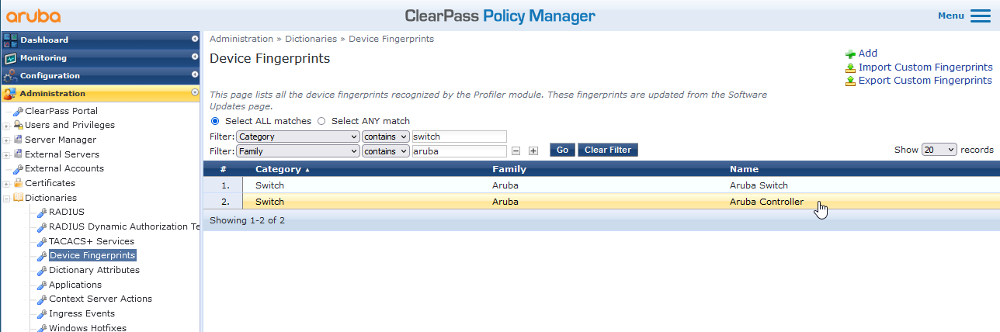 aruba
ClearPass Policy Manager
Menu
Dashboard
Monitoring
Configuration
Administration
ClearPass Portal
Users and Privileges
Server Manager
External Servers
External Accounts
Certificates
Dictionaries
RADIUS
RADIUS Dynamic Authorization Te
TACACS+ Services
Device Fingerprints
Dictionary Attributes
Applications
Context Server Actions
Ingress Events
Windows Hotfixes
Administration » Dictionaries » Device Fingerprints
Device Fingerprints
Add
Import Custom Fingerprints
Export Custom Fingerprints
This page lists all the device fingerprints recognized by the Profiler module. These fingerprints are updated from the Software
Updates page.
Select ALL matches Select ANY match
Filter: Category contains switch
Filter: Family contains aruba Go Clear Filter Show 20 records
# Category ▲ Family Name
1. Switch Aruba Aruba Switch
2. Switch Aruba Aruba Controller
Showing 1-2 of 2